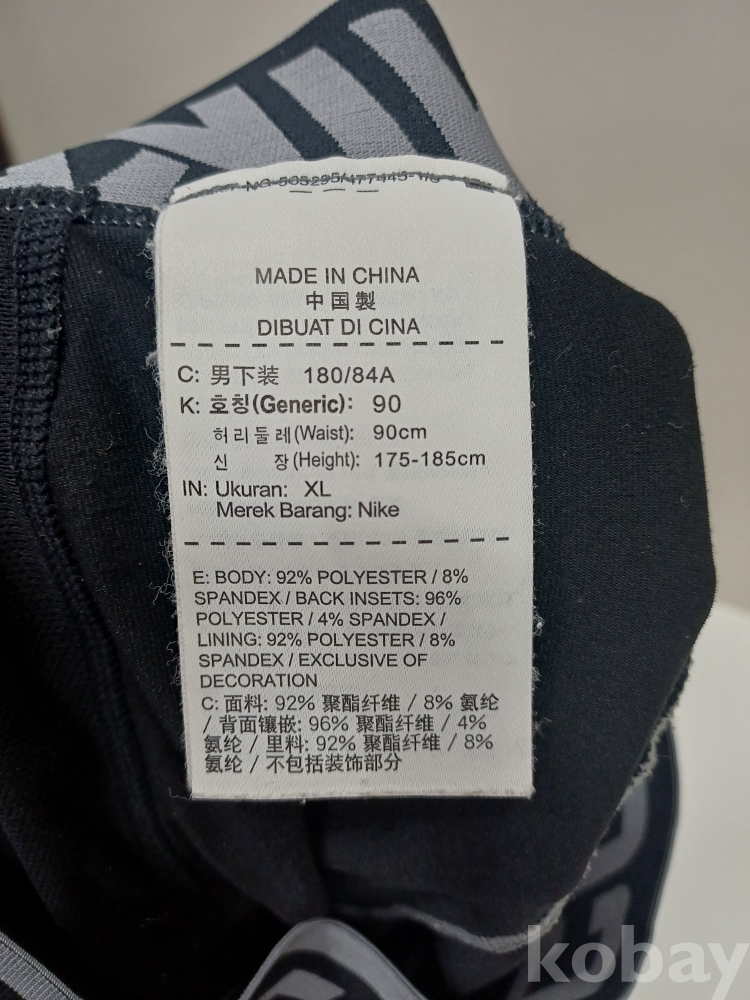 MADE IN CHINA
中国製
DIBUAT DI CINA
C: 男下装 180/84A
K: 호칭(Generic): 90
허리둘레(Waist): 90cm
신 장(Height): 175-185cm
IN: Ukuran: XL
Merek Barang: Nike
E: BODY: 92% POLYESTER / 8%
SPANDEX / BACK INSETS: 96%
POLYESTER / 4% SPANDEX /
LINING: 92% POLYESTER / 8%
SPANDEX / EXCLUSIVE OF
DECORATION
C: 面料: 92% 聚酯纤维 / 8% 氨纶
/ 背面镶嵌: 96% 聚酯纤维 / 4%
氨纶 / 里料: 92% 聚酯纤维 / 8%
氨纶 / 不包括装饰部分
kobay